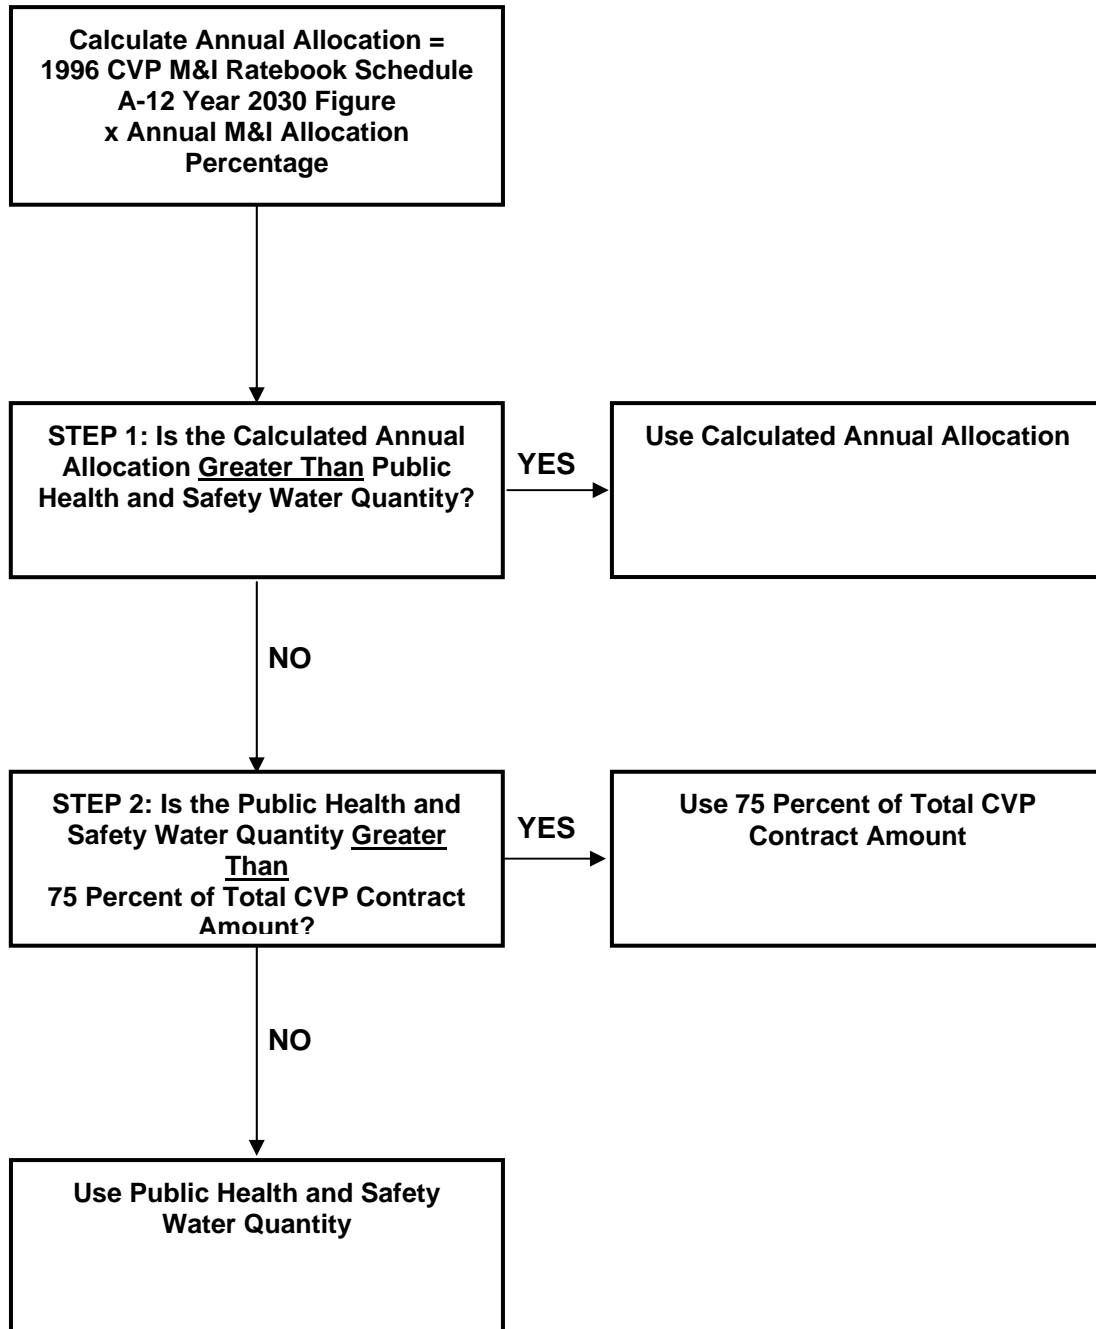 Calculate Annual Allocation =
1996 CVP M&I Ratebook Schedule
A-12 Year 2030 Figure
x Annual M&I Allocation
Percentage
STEP 1: Is the Calculated Annual
Allocation Greater Than Public
Health and Safety Water Quantity?
YES
Use Calculated Annual Allocation
NO
STEP 2: Is the Public Health and
Safety Water Quantity Greater
Than
75 Percent of Total CVP Contract
Amount?
YES
Use 75 Percent of Total CVP
Contract Amount
NO
Use Public Health and Safety
Water Quantity